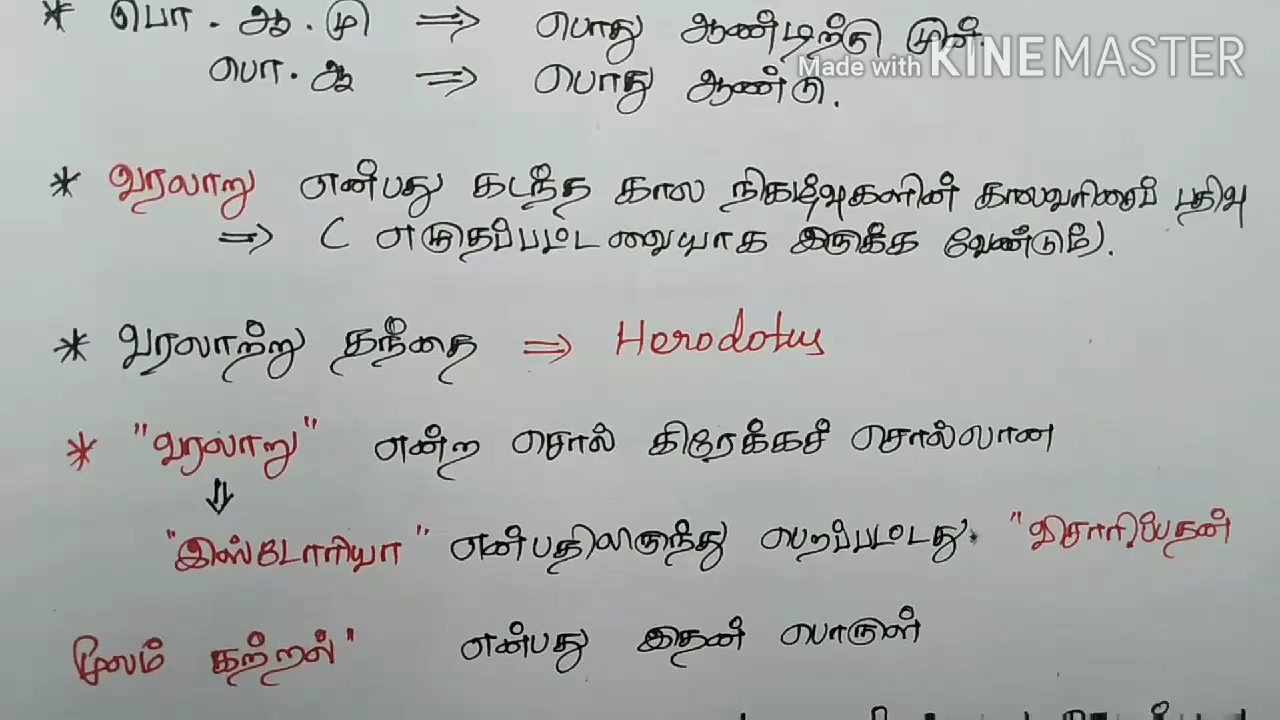 * பொ.ஆ.மு ⇒ பொது ஆண்டிற்கு முன்.
Made with KINEMASTER
பொ.ஆ ⇒ பொது ஆண்டு.
* வரலாறு என்பது கடந்த கால நிகழ்வுகளின் காலவரிசைப் பதிவு
⇒ ( எழுதப்பட்டவையாக இருக்க வேண்டும்).
* வரலாற்று தந்தை ⇒ Herodotus
* "வரலாறு" என்ற சொல் கிரேக்கச் சொல்லான
⇓
"இஸ்டோரியா" என்பதிலிருந்து பெறப்பட்டது. "விசாரிப்பதன்
மூலம் கற்றல்" என்பது இதன் பொருள்